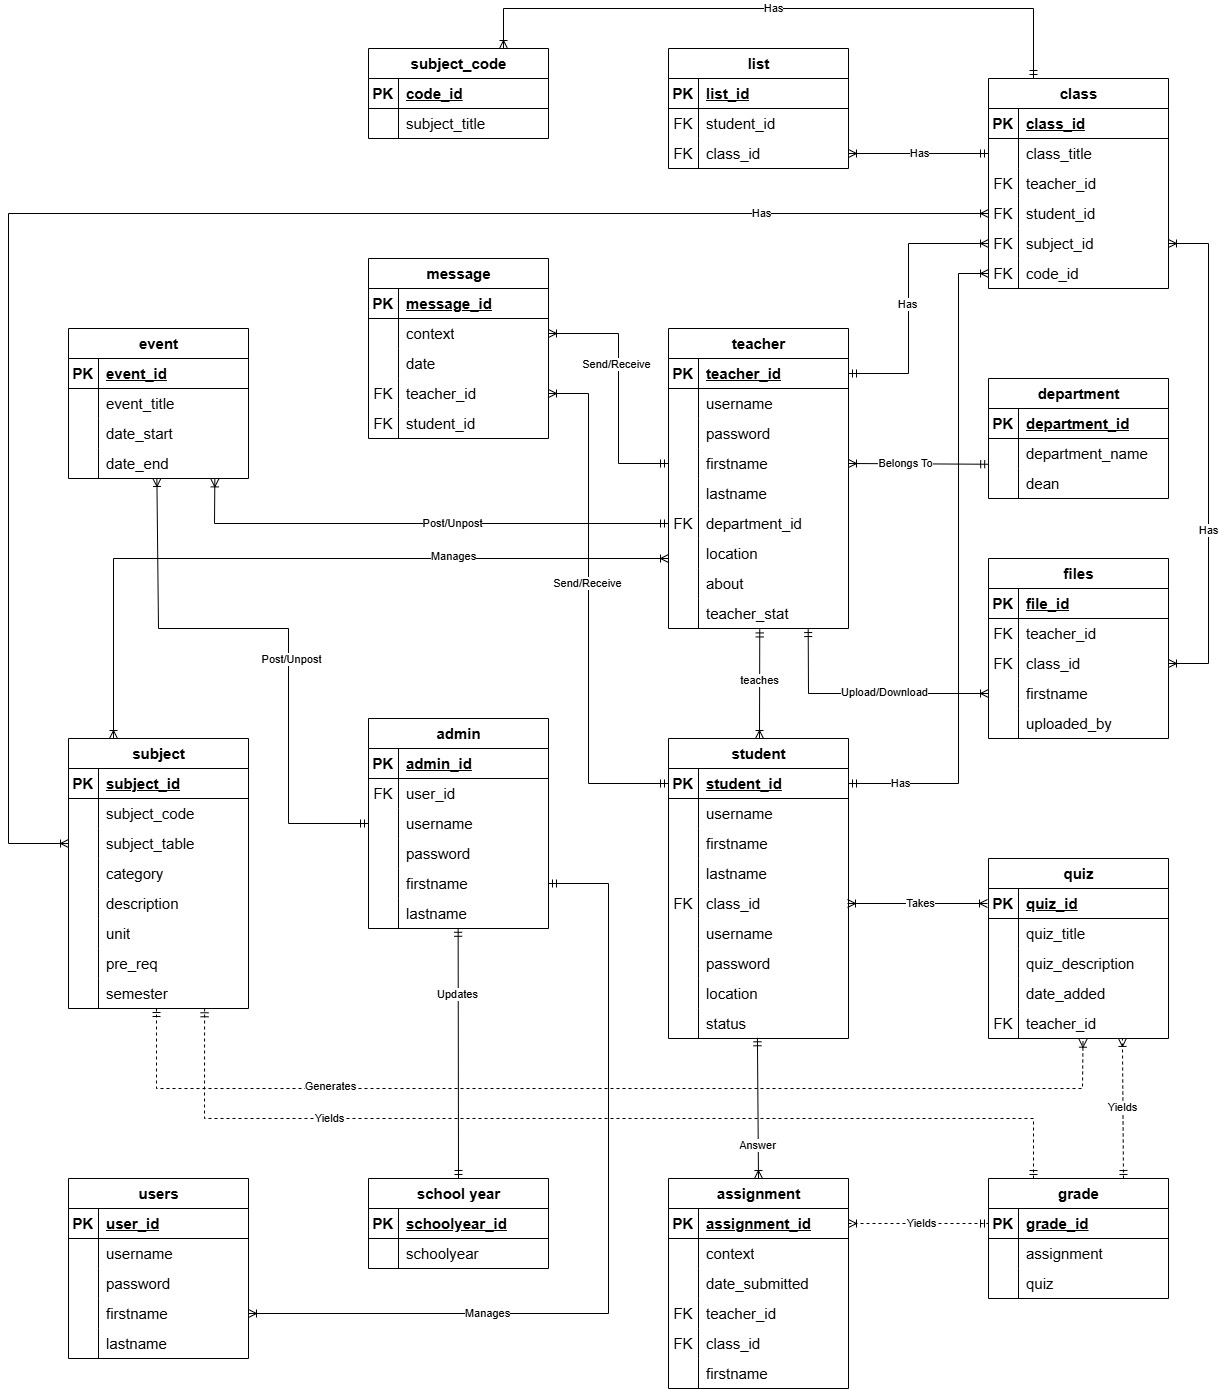 Has
subject_code
PK code_id
subject_title
list
PK list_id
FK student_id
FK class_id
Has
class
PK class_id
class_title
FK teacher_id
FK student_id
FK subject_id
FK code_id
Has
message
PK message_id
context
date
FK teacher_id
FK student_id
Has
Send/Receive
event
PK event_id
event_title
date_start
date_end
teacher
PK teacher_id
username
password
firstname
lastname
FK department_id
location
about
teacher_stat
Belongs To
department
PK department_id
department_name
dean
Post/Unpost
Manages
Send/Receive
Has
files
PK file_id
FK teacher_id
FK class_id
firstname
uploaded_by
Post/Unpost
teaches
Upload/Download
subject
PK subject_id
subject_code
subject_table
category
description
unit
pre_req
semester
admin
PK admin_id
FK user_id
username
password
firstname
lastname
student
PK student_id
username
firstname
lastname
FK class_id
username
password
location
status
Has
Takes
quiz
PK quiz_id
quiz_title
quiz_description
date_added
FK teacher_id
Updates
Generates
Yields
Yields
Answer
users
PK user_id
username
password
firstname
lastname
school year
PK schoolyear_id
schoolyear
Manages
assignment
PK assignment_id
context
date_submitted
FK teacher_id
FK class_id
firstname
Yields
grade
PK grade_id
assignment
quiz